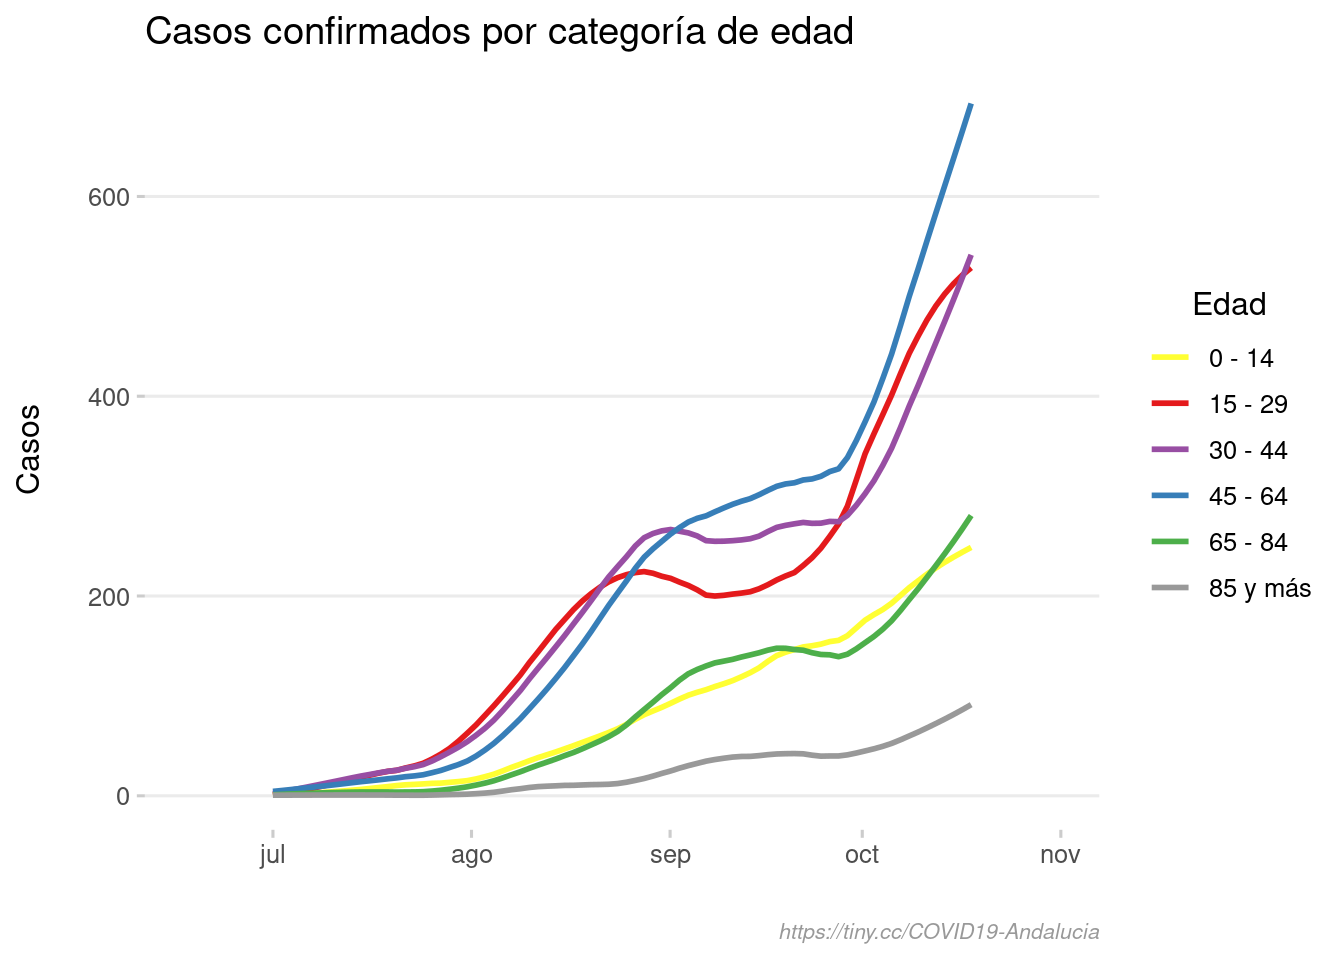 Casos confirmados por categoría de edad
Casos
600
400
200
0
jul ago sep oct nov
Edad
0 - 14
15 - 29
30 - 44
45 - 64
65 - 84
85 y más
https://tiny.cc/COVID19-Andalucia